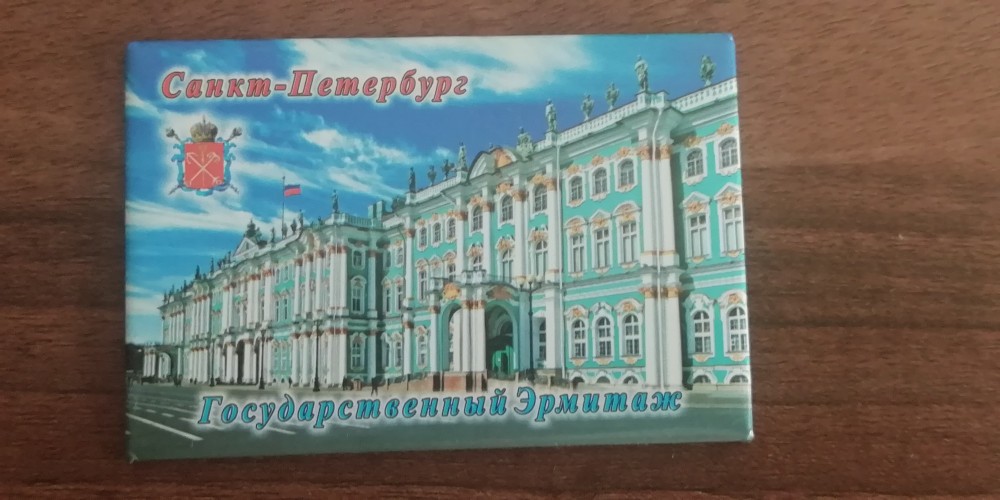 Санкт-Петербург
Государственный Эрмитаж